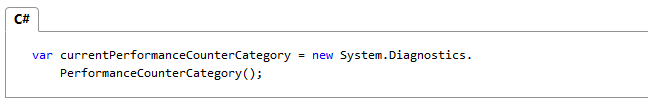 C#
var currentPerformanceCounterCategory = new System.Diagnostics.
PerformanceCounterCategory();